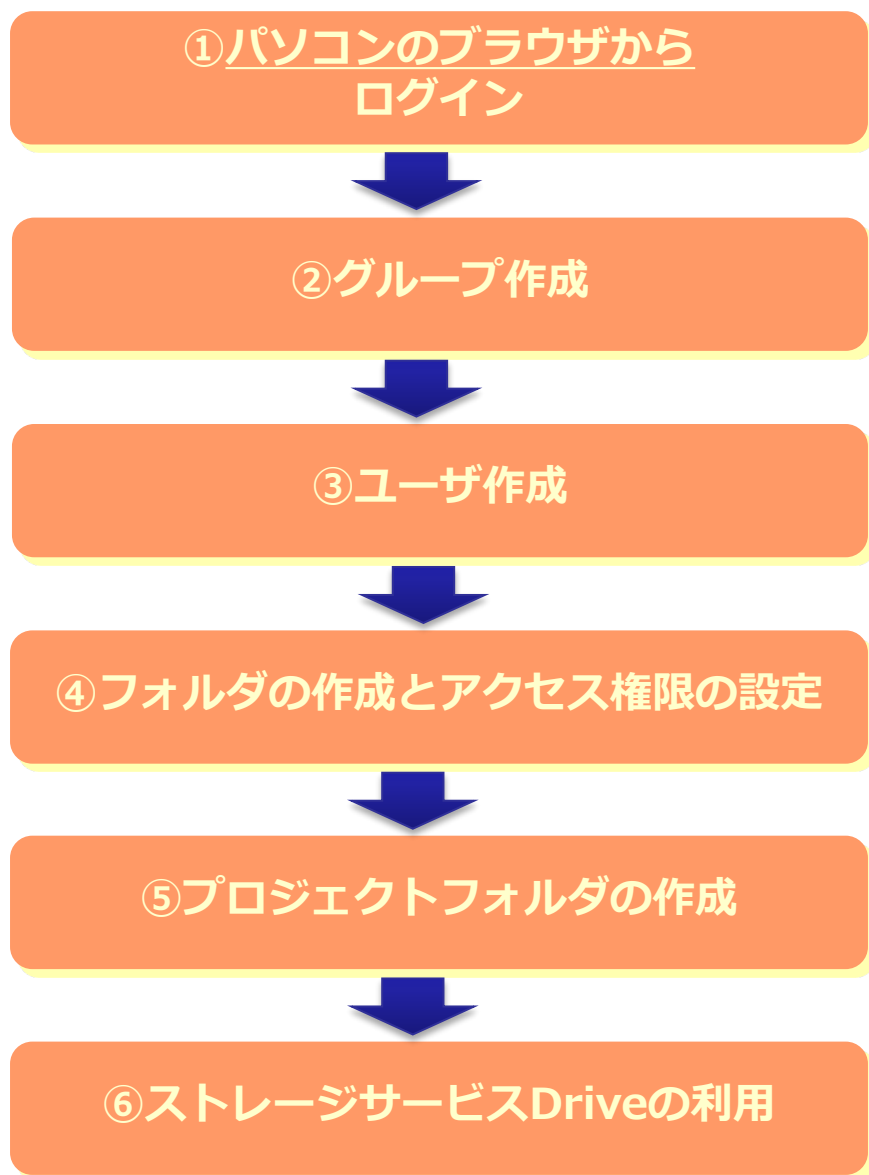 ①パソコンのブラウザから
ログイン
②グループ作成
③ユーザ作成
④フォルダの作成とアクセス権限の設定
⑤プロジェクトフォルダの作成
⑥ストレージサービスDriveの利用